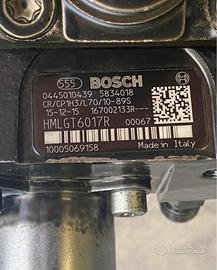 555 BOSCH
0445010439 5834018
CR/CP1H3/L70/10-89S
15-12-15 167002133R---
HMLGT6017R 00067
Made in Italy
10005069158